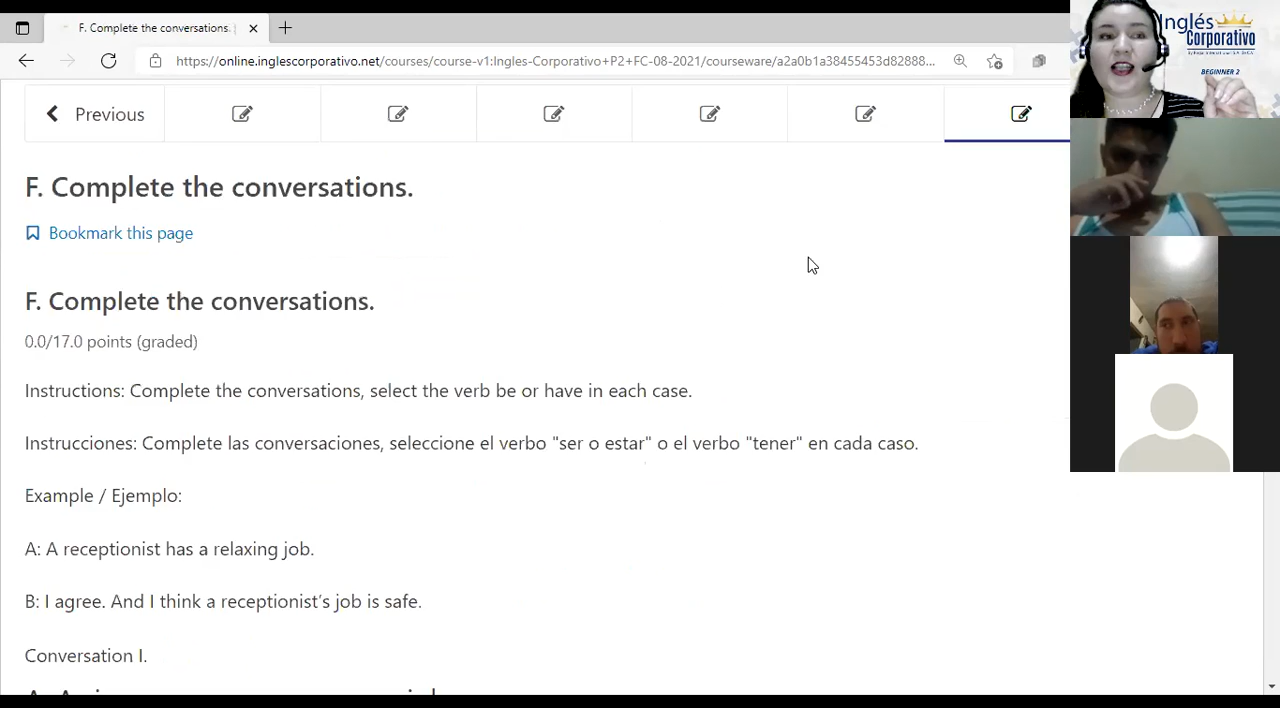 F. Complete the conversations.
https://online.inglescorporativo.net/courses/course-v1:Ingles-Corporativo+P2+FC-08-2021/courseware/a2a01a38455453d82888...
Previous
F. Complete the conversations.
Bookmark this page
F. Complete the conversations.
0.0/17.0 points (graded)
Instructions: Complete the conversations, select the verb be or have in each case.
Instrucciones: Complete las conversaciones, seleccione el verbo "ser o estar" o el verbo "tener" en cada caso.
Example / Ejemplo:
A: A receptionist has a relaxing job.
B: I agree. And I think a receptionist's job is safe.
Conversation I.
Inglés
Corporativo
BEGINNER 2